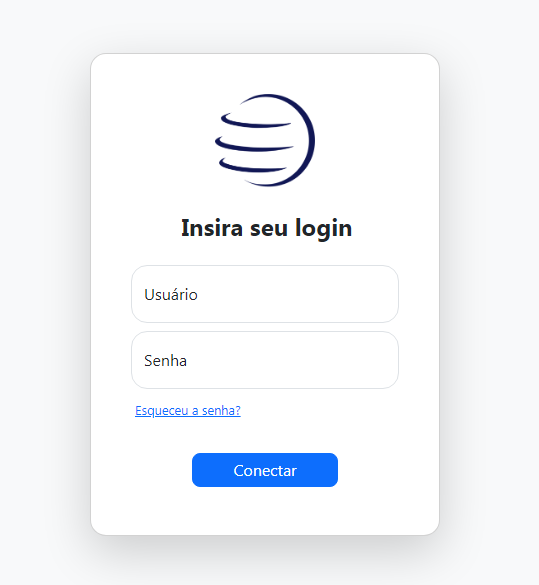 Insira seu login
Usuário
Senha
Esqueceu a senha?
Conectar